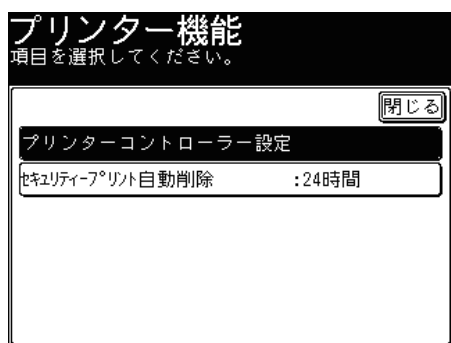 プリンター機能
項目を選択してください。
閉じる
プリンターコントローラー設定
ｾｷｭﾘﾃｨｰﾌﾟﾘﾝﾄ自動削除 :24時間